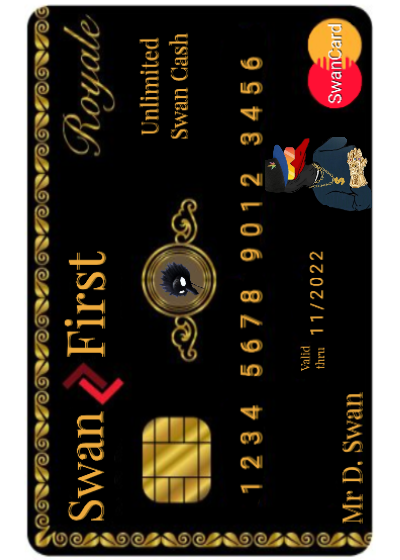 Swan First
Royale
Unlimited
Swan Cash
1234 5678 9012 3456
Valid
thru
11/2022
Mr D. Swan
SwanCard
$